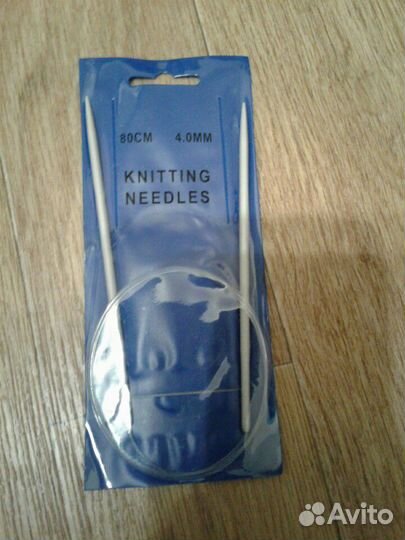 80CM 4.0MM
KNITTING
NEEDLES
Avito